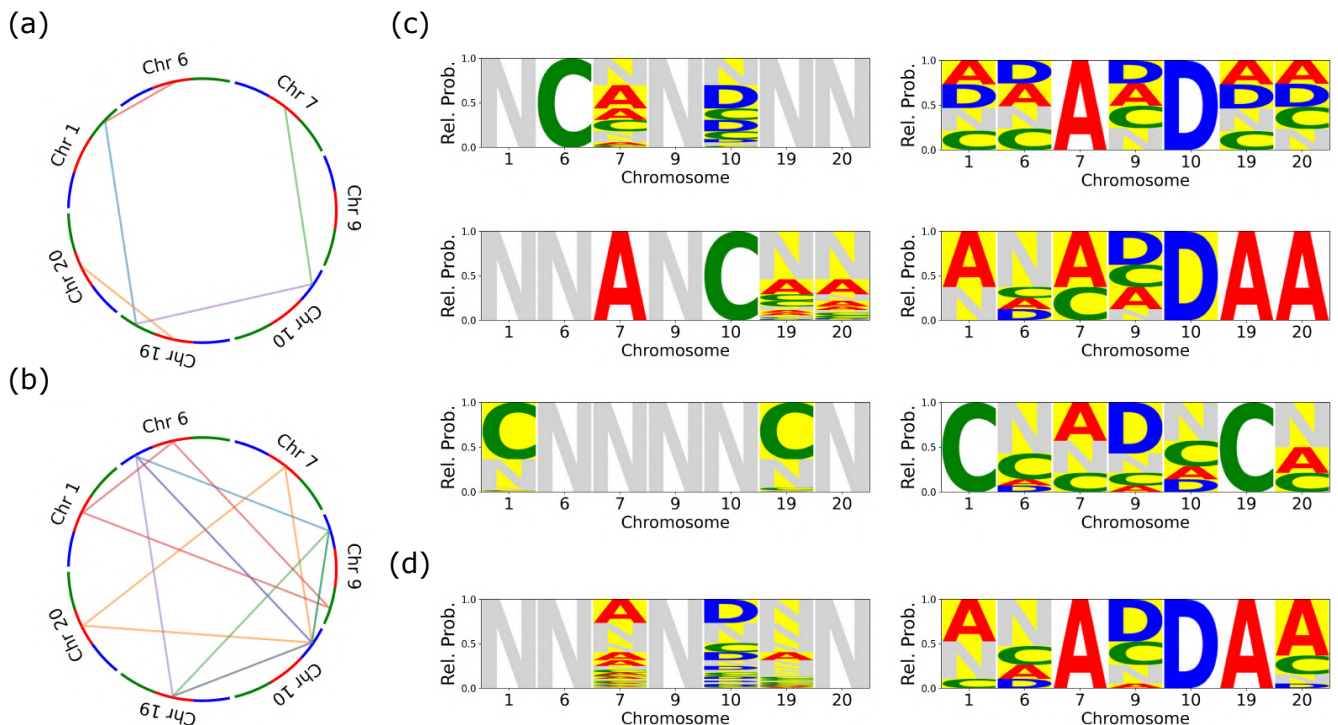 (a)
Chr 6
Chr 7
Chr 1
Chr 9
Chr 20
Chr 19
Chr 10
(b)
Chr 6
Chr 7
Chr 1
Chr 9
Chr 20
Chr 19
Chr 10
(c)
Rel. Prob.
1.0
0.5
0.0
N C N A A C N N D C D C N N
1 6 7 9 10 19 20
Chromosome
Rel. Prob.
1.0
0.5
0.0
A D N C D A N C A D A C N D A D N C A D C N
1 6 7 9 10 19 20
Chromosome
Rel. Prob.
1.0
0.5
0.0
N N A N C N A C N A
1 6 7 9 10 19 20
Chromosome
Rel. Prob.
1.0
0.5
0.0
A N N C A D A C D C A N D A A
1 6 7 9 10 19 20
Chromosome
Rel. Prob.
1.0
0.5
0.0
C N N N N N C N N
1 6 7 9 10 19 20
Chromosome
Rel. Prob.
1.0
0.5
0.0
C N C A D A N C D N C A N C A D C N A C
1 6 7 9 10 19 20
Chromosome
(d)
Rel. Prob.
1.0
0.5
0.0
N N A N A A N D N C D N N A N
1 6 7 9 10 19 20
Chromosome
Rel. Prob.
1.0
0.5
0.0
A N C N C A D A D C A D A A C D
1 6 7 9 10 19 20
Chromosome